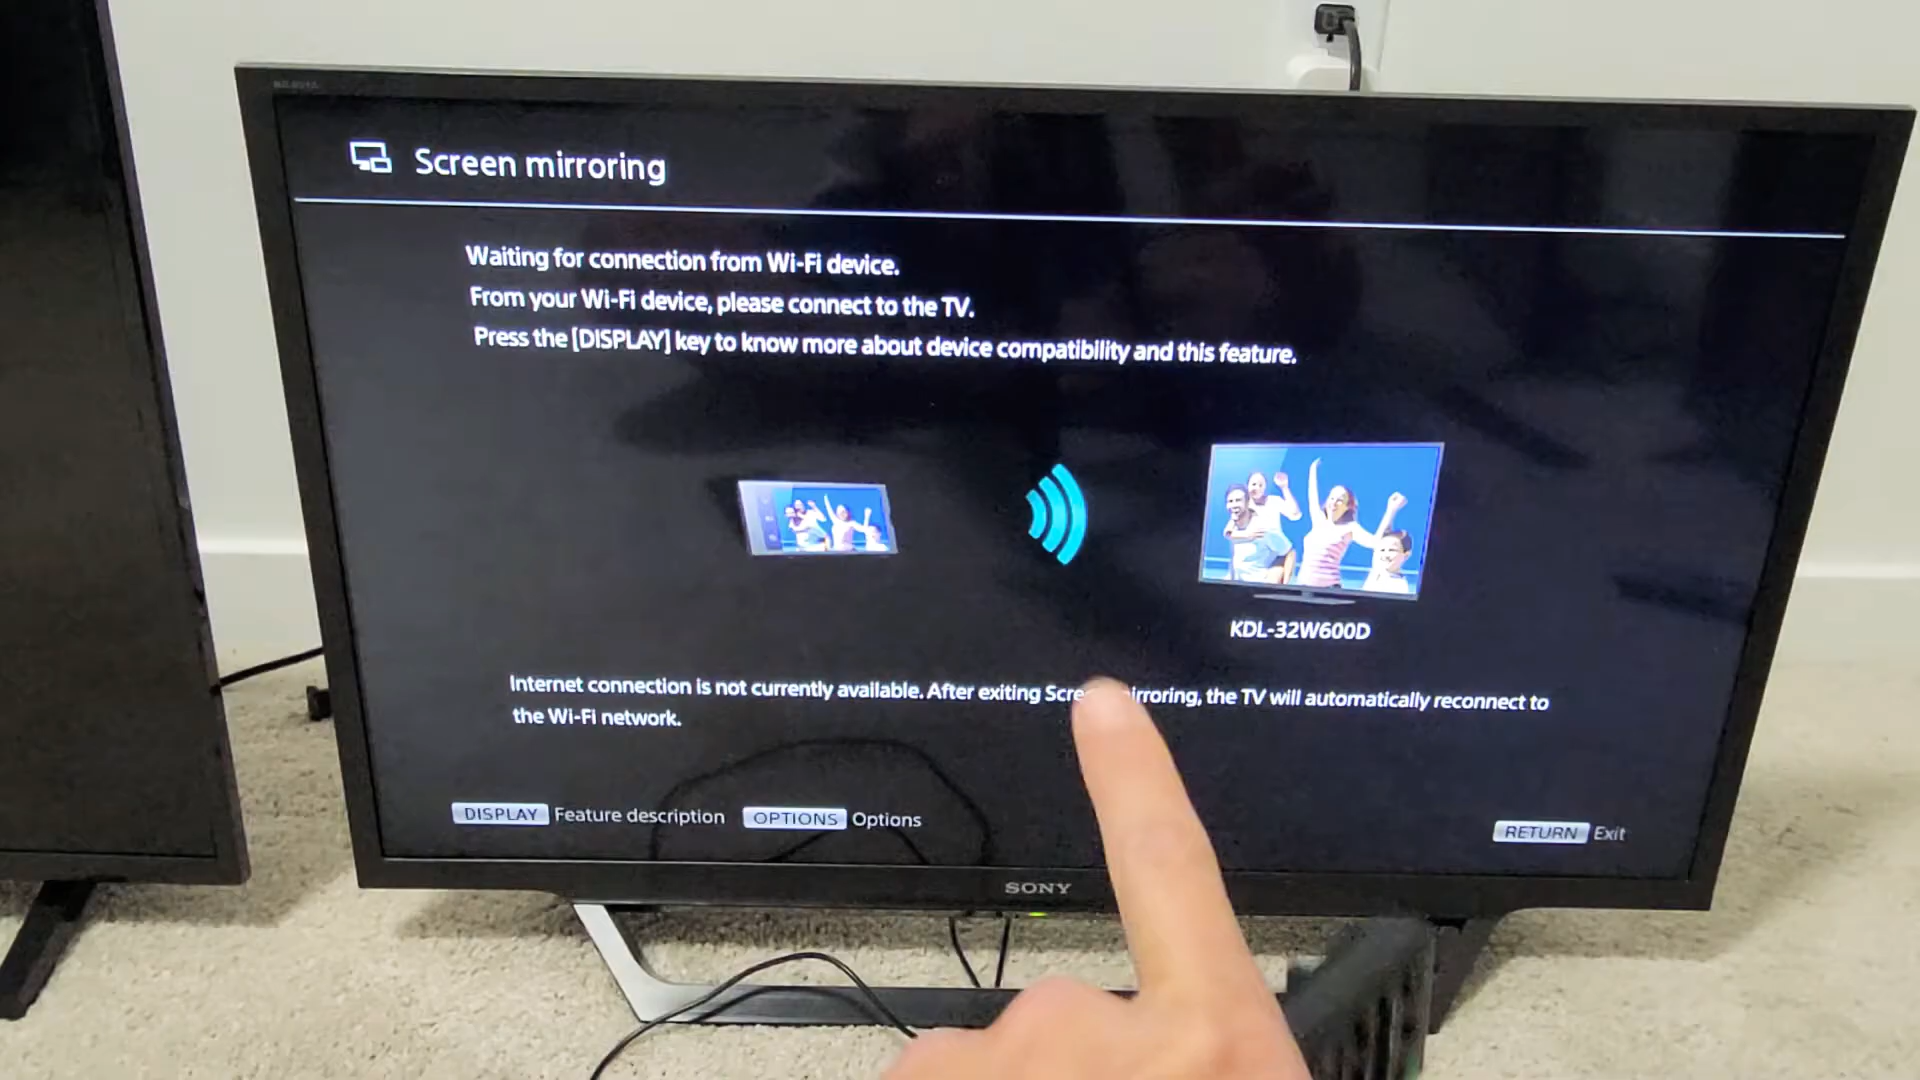 BRAVIA
Screen mirroring
Waiting for connection from Wi-Fi device.
From your Wi-Fi device, please connect to the TV.
Press the [DISPLAY] key to know more about device compatibility and this feature.
KDL-32W600D
Internet connection is not currently available. After exiting Scre irroring, the TV will automatically reconnect to
the Wi-Fi network.
DISPLAY Feature description OPTIONS Options
RETURN Exit
SONY